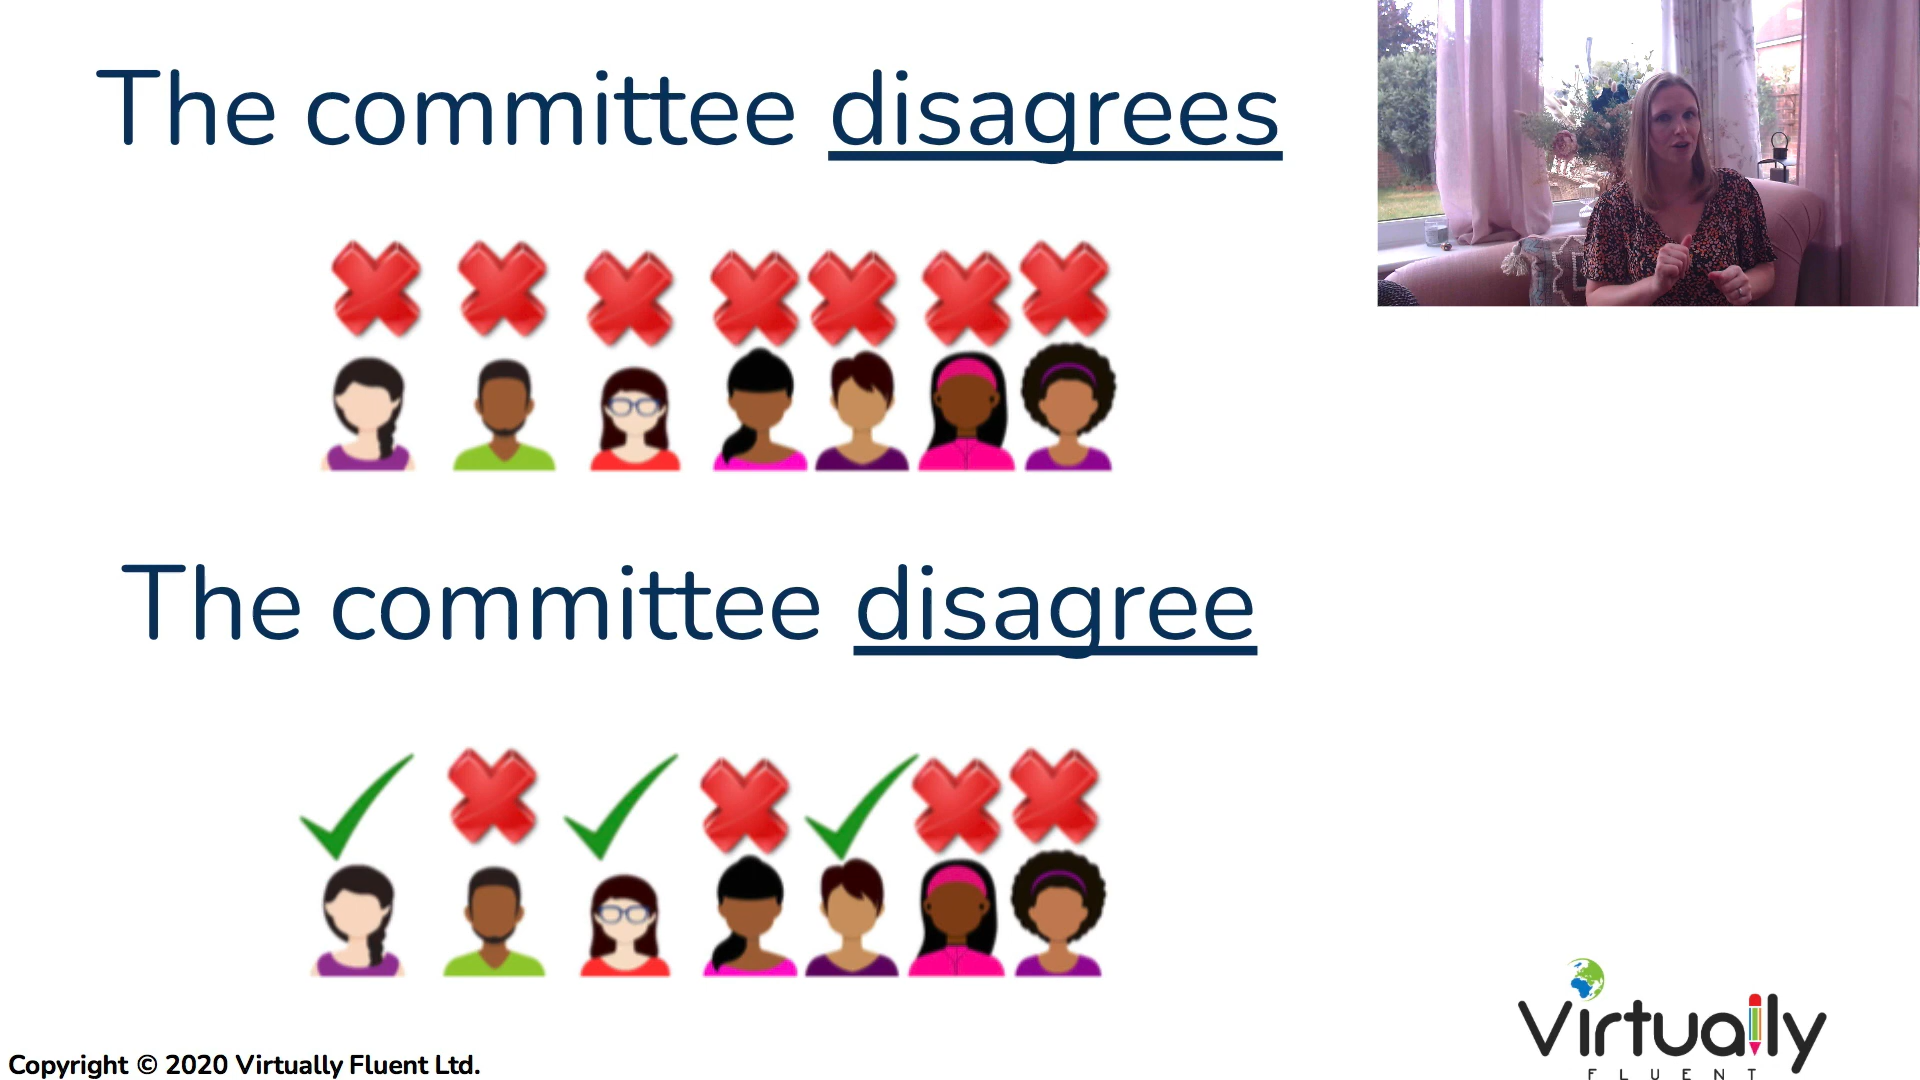 The committee disagrees
The committee disagree
Virtually
FLUENT
Copyright © 2020 Virtually Fluent Ltd.